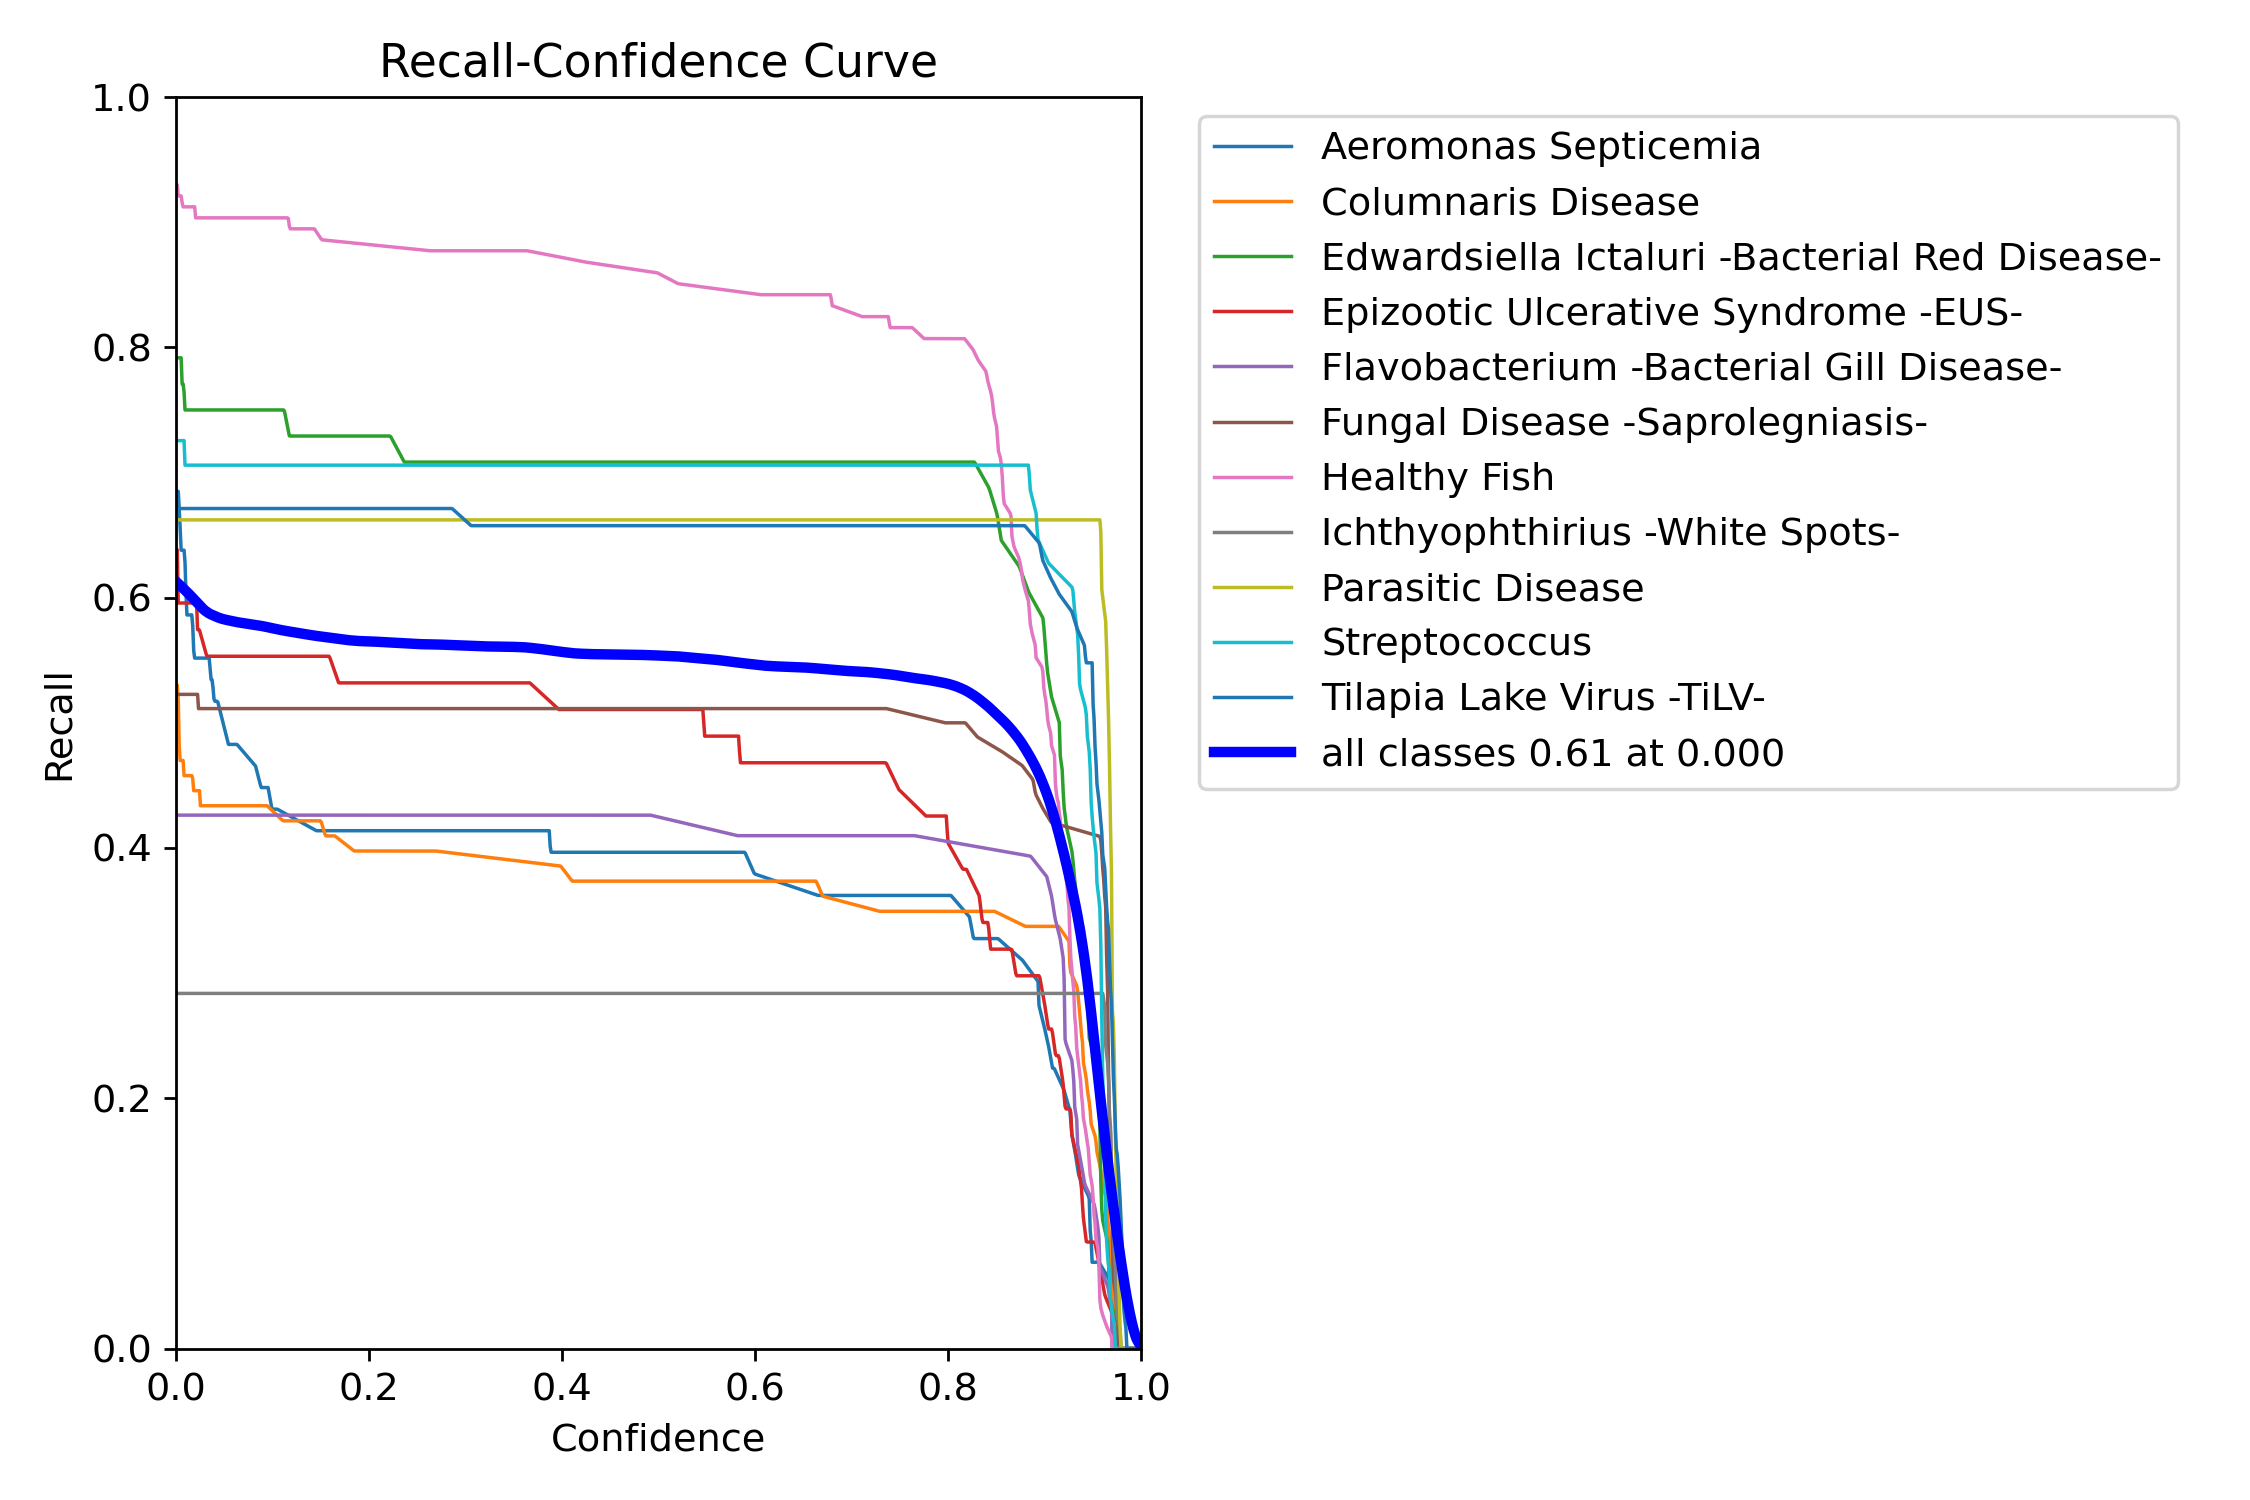 Recall-Confidence Curve
1.0
0.8
0.6
0.4
0.2
0.0
Recall
0.0 0.2 0.4 0.6 0.8 1.0
Confidence
Aeromonas Septicemia
Columnaris Disease
Edwardsiella Ictaluri -Bacterial Red Disease-
Epizootic Ulcerative Syndrome -EUS-
Flavobacterium -Bacterial Gill Disease-
Fungal Disease -Saprolegniasis-
Healthy Fish
Ichthyophthirius -White Spots-
Parasitic Disease
Streptococcus
Tilapia Lake Virus -TiLV-
all classes 0.61 at 0.000